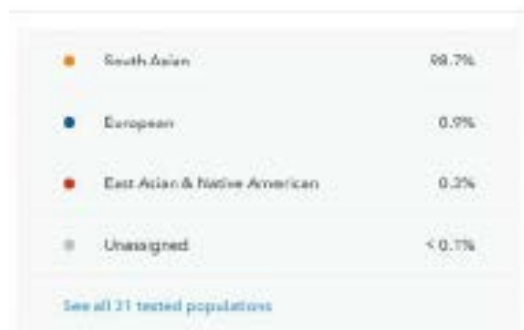 South Asian 98.7%
European 0.9%
East Asian & Native American 0.3%
Unassigned < 0.1%
See all 31 tested populations